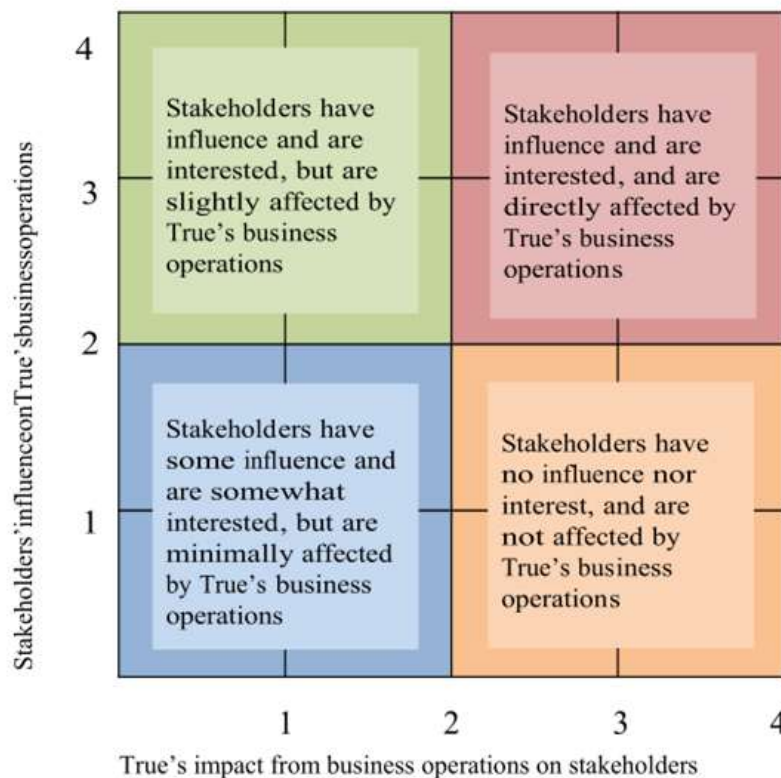 4
Stakeholders have
influence and are
interested, but are
slightly affected by
True's business
operations
Stakeholders have
influence and are
interested, and are
directly affected by
True's business
operations
3
2
Stakeholders have
some influence and
are somewhat
interested, but are
minimally affected
by True's business
operations
Stakeholders have
no influence nor
interest, and are
not affected by
True's business
operations
1
Stakeholders'influenceonTrue'sbusinessoperations
1 2 3 4
True's impact from business operations on stakeholders